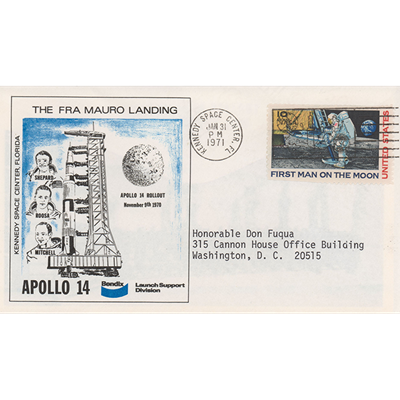 THE FRA MAURO LANDING
KENNEDY SPACE CENTER, FLORIDA
SHEPARD
ROOSA
MITCHELL
APOLLO 14 ROLLOUT
November 9th 1970
APOLLO 14
Bendix
Launch Support
Division
KENNEDY SPACE CENTER, FL
JAN 31
PM
1971
10¢
FIRST MAN ON THE MOON
UNITED STATES
Honorable Don Fuqua
315 Cannon House Office Building
Washington, D. C. 20515